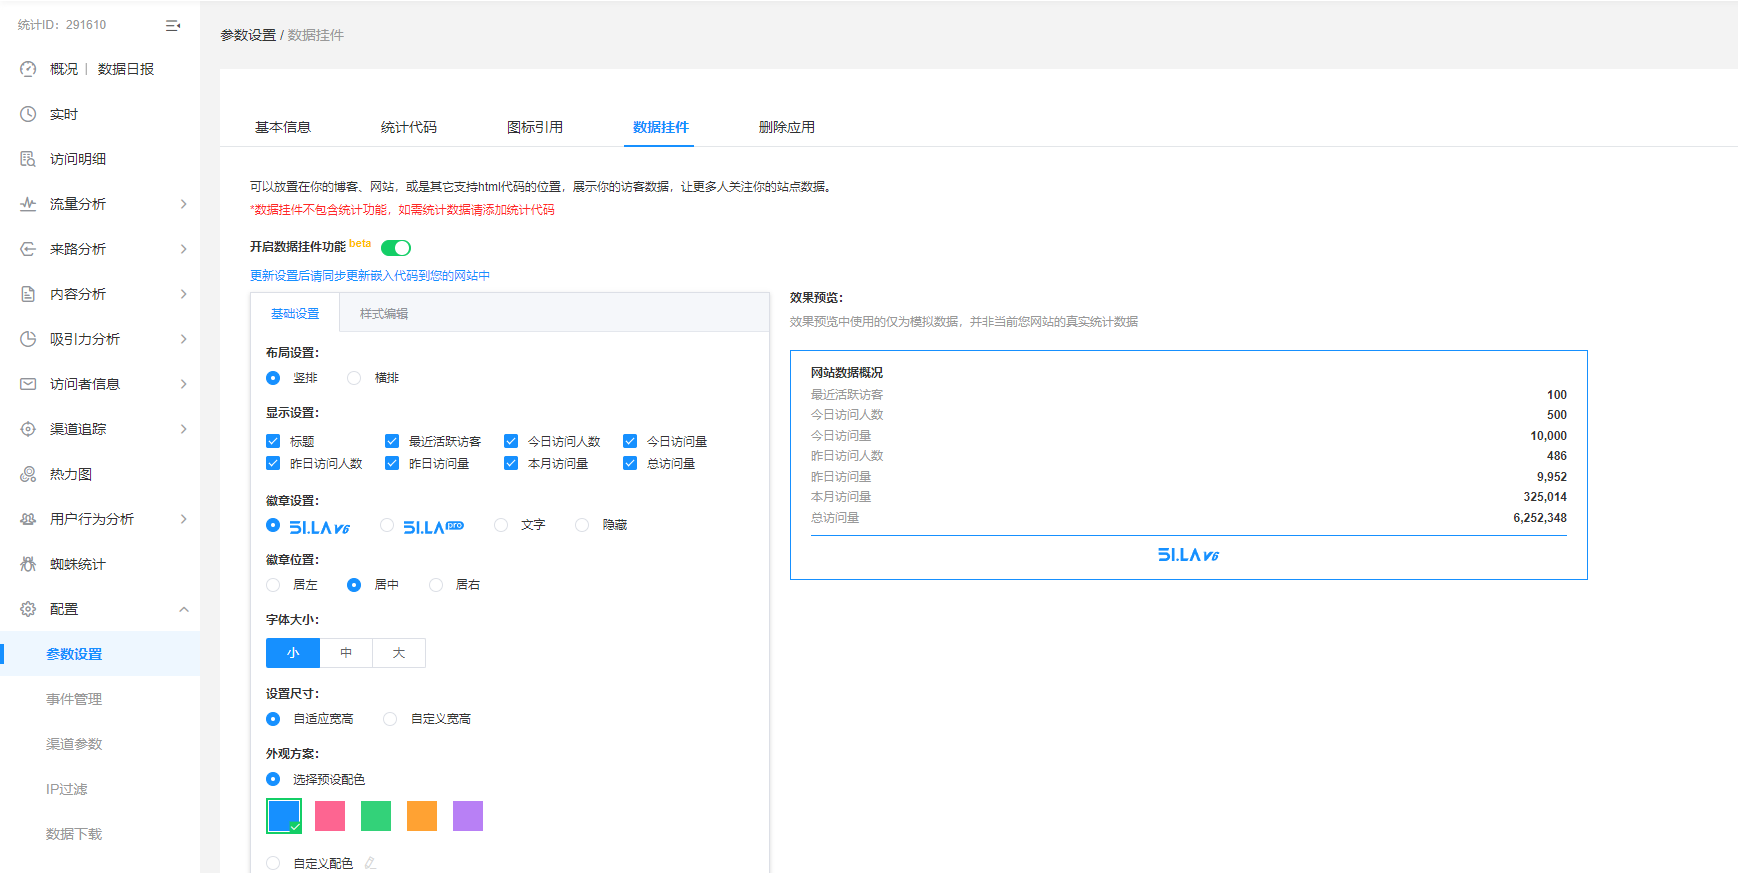 统计ID：291610
概况 | 数据日报
实时
访问明细
流量分析
来路分析
内容分析
吸引力分析
访问者信息
渠道追踪
热力图
用户行为分析
蜘蛛统计
配置
参数设置
事件管理
渠道参数
IP过滤
数据下载
参数设置 / 数据挂件
基本信息 统计代码 图标引用 数据挂件 删除应用
可以放置在你的博客、网站，或是其它支持html代码的位置，展示你的访客数据，让更多人关注你的站点数据。
*数据挂件不包含统计功能，如需统计数据请添加统计代码
开启数据挂件功能 beta
更新设置后请同步更新嵌入代码到您的网站中
基础设置 样式编辑
布局设置：
竖排 横排
显示设置：
标题 最近活跃访客 今日访问人数 今日访问量
昨日访问人数 昨日访问量 本月访问量 总访问量
徽章设置：
51.LA V6 51.LA pro 文字 隐藏
徽章位置：
居左 居中 居右
字体大小：
小 中 大
设置尺寸：
自适应宽高 自定义宽高
外观方案：
选择预设配色
自定义配色
效果预览：
效果预览中使用的仅为模拟数据，并非当前您网站的真实统计数据
网站数据概况
最近活跃访客 100
今日访问人数 500
今日访问量 10,000
昨日访问人数 486
昨日访问量 9,952
本月访问量 325,014
总访问量 6,252,348
51.LA V6